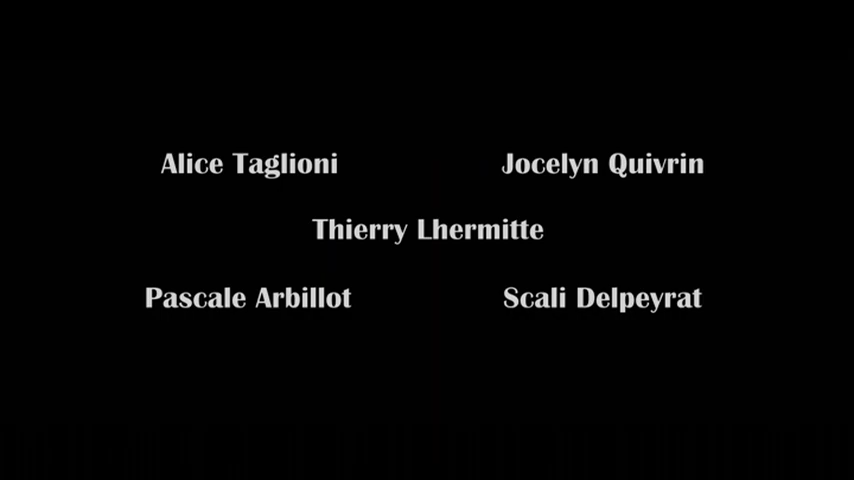 Alice Taglioni Jocelyn Quivrin
Thierry Lhermitte
Pascale Arbillot Scali Delpeyrat